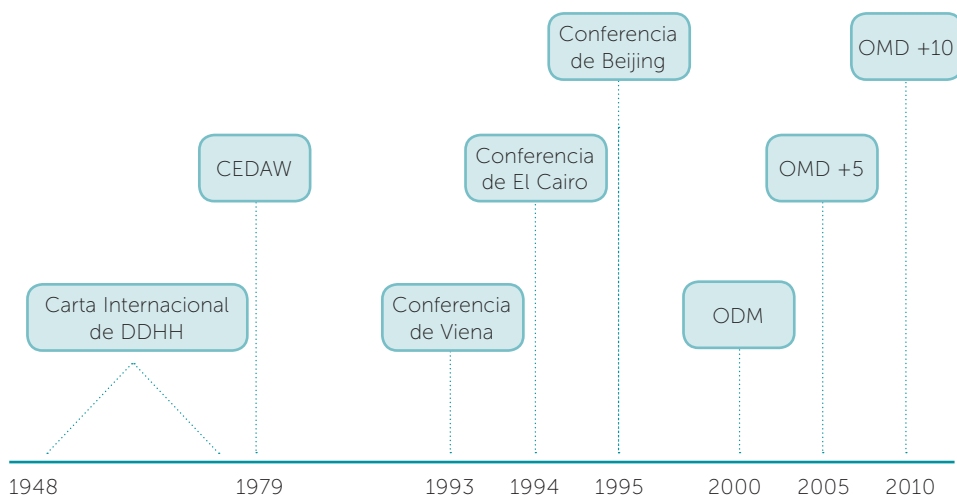 Conferencia
de Beijing
OMD +10
CEDAW
Conferencia
de El Cairo
OMD +5
Carta Internacional
de DDHH
Conferencia
de Viena
ODM
1948
1979
1993
1994
1995
2000
2005
2010